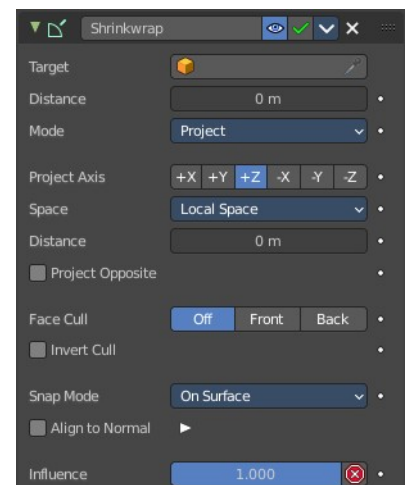 Shrinkwrap
Target
Distance 0 m
Mode Project
Project Axis +X +Y +Z -X -Y -Z
Space Local Space
Distance 0 m
Project Opposite
Face Cull Off Front Back
Invert Cull
Snap Mode On Surface
Align to Normal
Influence 1.000